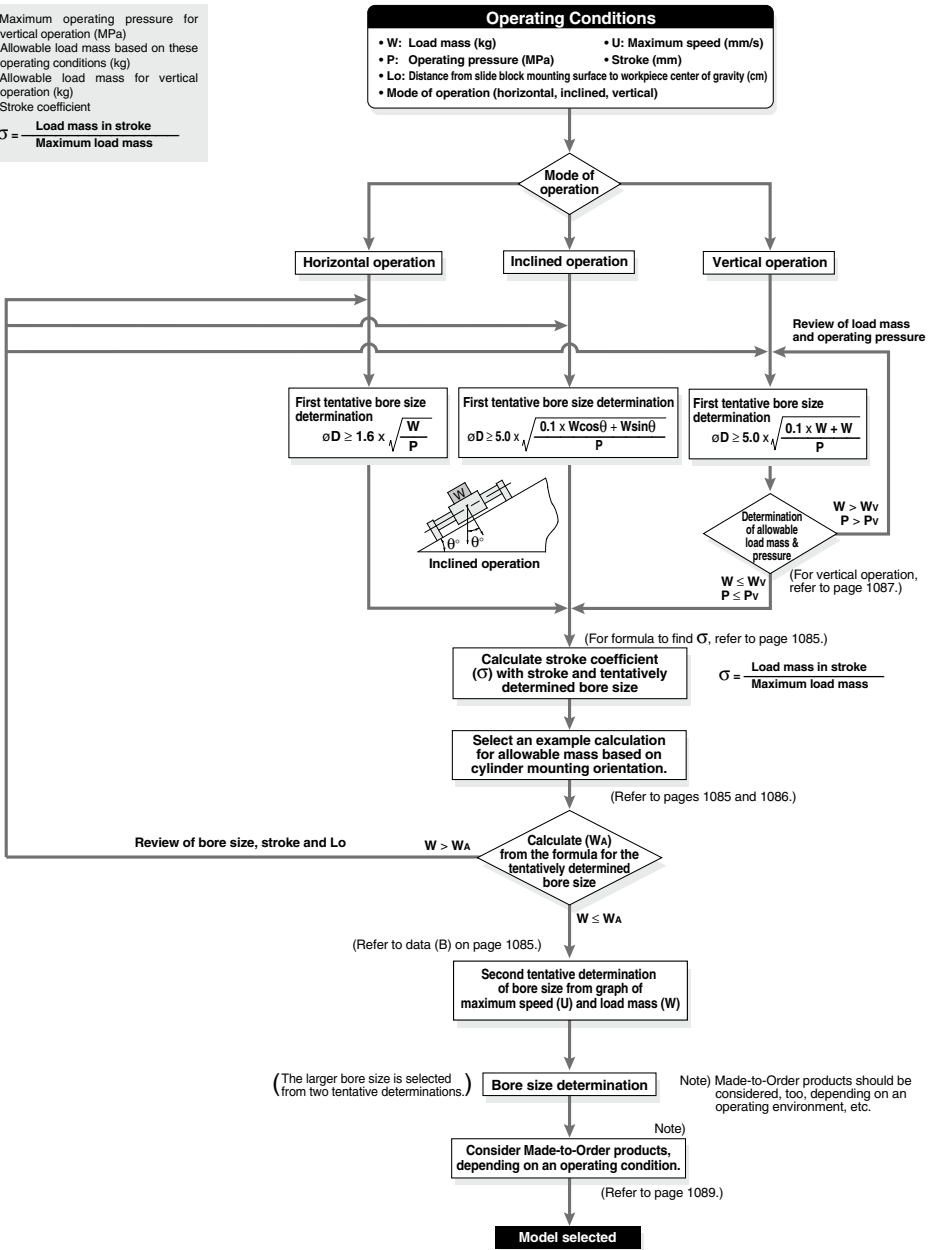 Maximum operating pressure for
vertical operation (MPa)
Allowable load mass based on these
operating conditions (kg)
Allowable load mass for vertical
operation (kg)
Stroke coefficient
σ = Load mass in stroke
Maximum load mass
Operating Conditions
• W: Load mass (kg) • U: Maximum speed (mm/s)
• P: Operating pressure (MPa) • Stroke (mm)
• Lo: Distance from slide block mounting surface to workpiece center of gravity (cm)
• Mode of operation (horizontal, inclined, vertical)
Mode of
operation
Horizontal operation
Inclined operation
Vertical operation
Review of load mass
and operating pressure
First tentative bore size
determination
øD ≥ 1.6 x √ W
P
First tentative bore size determination
øD ≥ 5.0 x √ 0.1 x Wcosθ + Wsinθ
P
First tentative bore size
determination
øD ≥ 5.0 x √ 0.1 x W + W
P
W
θ° θ°
Inclined operation
Determination
of allowable
load mass &
pressure
W > Wv
P > Pv
W ≤ Wv
P ≤ Pv
(For vertical operation,
refer to page 1087.)
(For formula to find σ, refer to page 1085.)
Calculate stroke coefficient
(σ) with stroke and tentatively
determined bore size
σ = Load mass in stroke
Maximum load mass
Select an example calculation
for allowable mass based on
cylinder mounting orientation.
(Refer to pages 1085 and 1086.)
Review of bore size, stroke and Lo
W > WA
Calculate (WA)
from the formula for the
tentatively determined
bore size
W ≤ WA
(Refer to data (B) on page 1085.)
Second tentative determination
of bore size from graph of
maximum speed (U) and load mass (W)
(The larger bore size is selected
from two tentative determinations.)
Bore size determination
Note) Made-to-Order products should be
considered, too, depending on an
operating environment, etc.
Note)
Consider Made-to-Order products,
depending on an operating condition.
(Refer to page 1089.)
Model selected